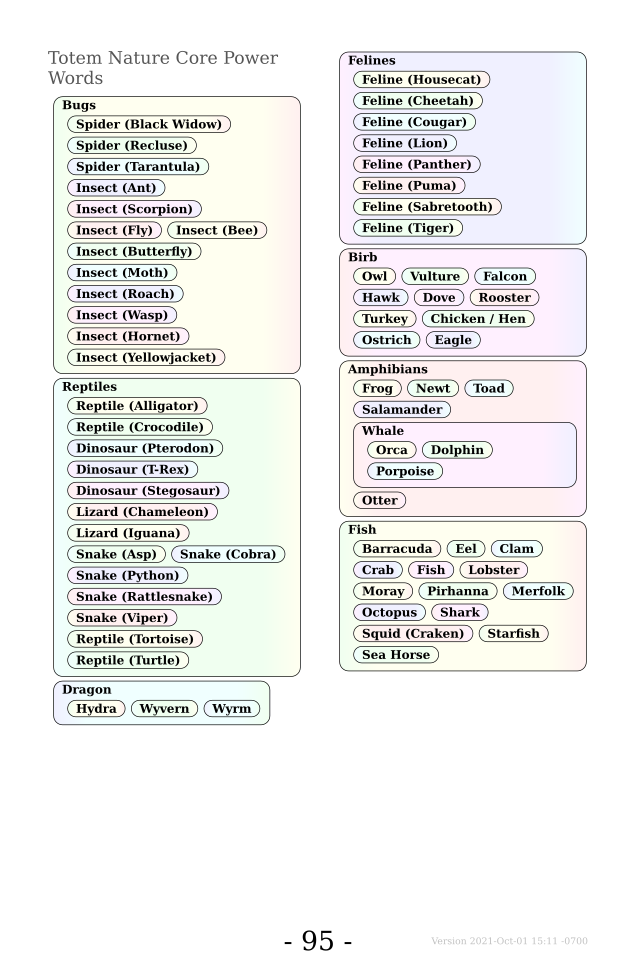 Totem Nature Core Power
Words
Bugs
Spider (Black Widow)
Spider (Recluse)
Spider (Tarantula)
Insect (Ant)
Insect (Scorpion)
Insect (Fly) Insect (Bee)
Insect (Butterfly)
Insect (Moth)
Insect (Roach)
Insect (Wasp)
Insect (Hornet)
Insect (Yellowjacket)
Reptiles
Reptile (Alligator)
Reptile (Crocodile)
Dinosaur (Pterodon)
Dinosaur (T-Rex)
Dinosaur (Stegosaur)
Lizard (Chameleon)
Lizard (Iguana)
Snake (Asp) Snake (Cobra)
Snake (Python)
Snake (Rattlesnake)
Snake (Viper)
Reptile (Tortoise)
Reptile (Turtle)
Dragon
Hydra Wyvern Wyrm
Felines
Feline (Housecat)
Feline (Cheetah)
Feline (Cougar)
Feline (Lion)
Feline (Panther)
Feline (Puma)
Feline (Sabretooth)
Feline (Tiger)
Birb
Owl Vulture Falcon
Hawk Dove Rooster
Turkey Chicken / Hen
Ostrich Eagle
Amphibians
Frog Newt Toad
Salamander
Whale
Orca Dolphin
Porpoise
Otter
Fish
Barracuda Eel Clam
Crab Fish Lobster
Moray Pirhanna Merfolk
Octopus Shark
Squid (Craken) Starfish
Sea Horse
- 95 -
Version 2021-Oct-01 15:11 -0700